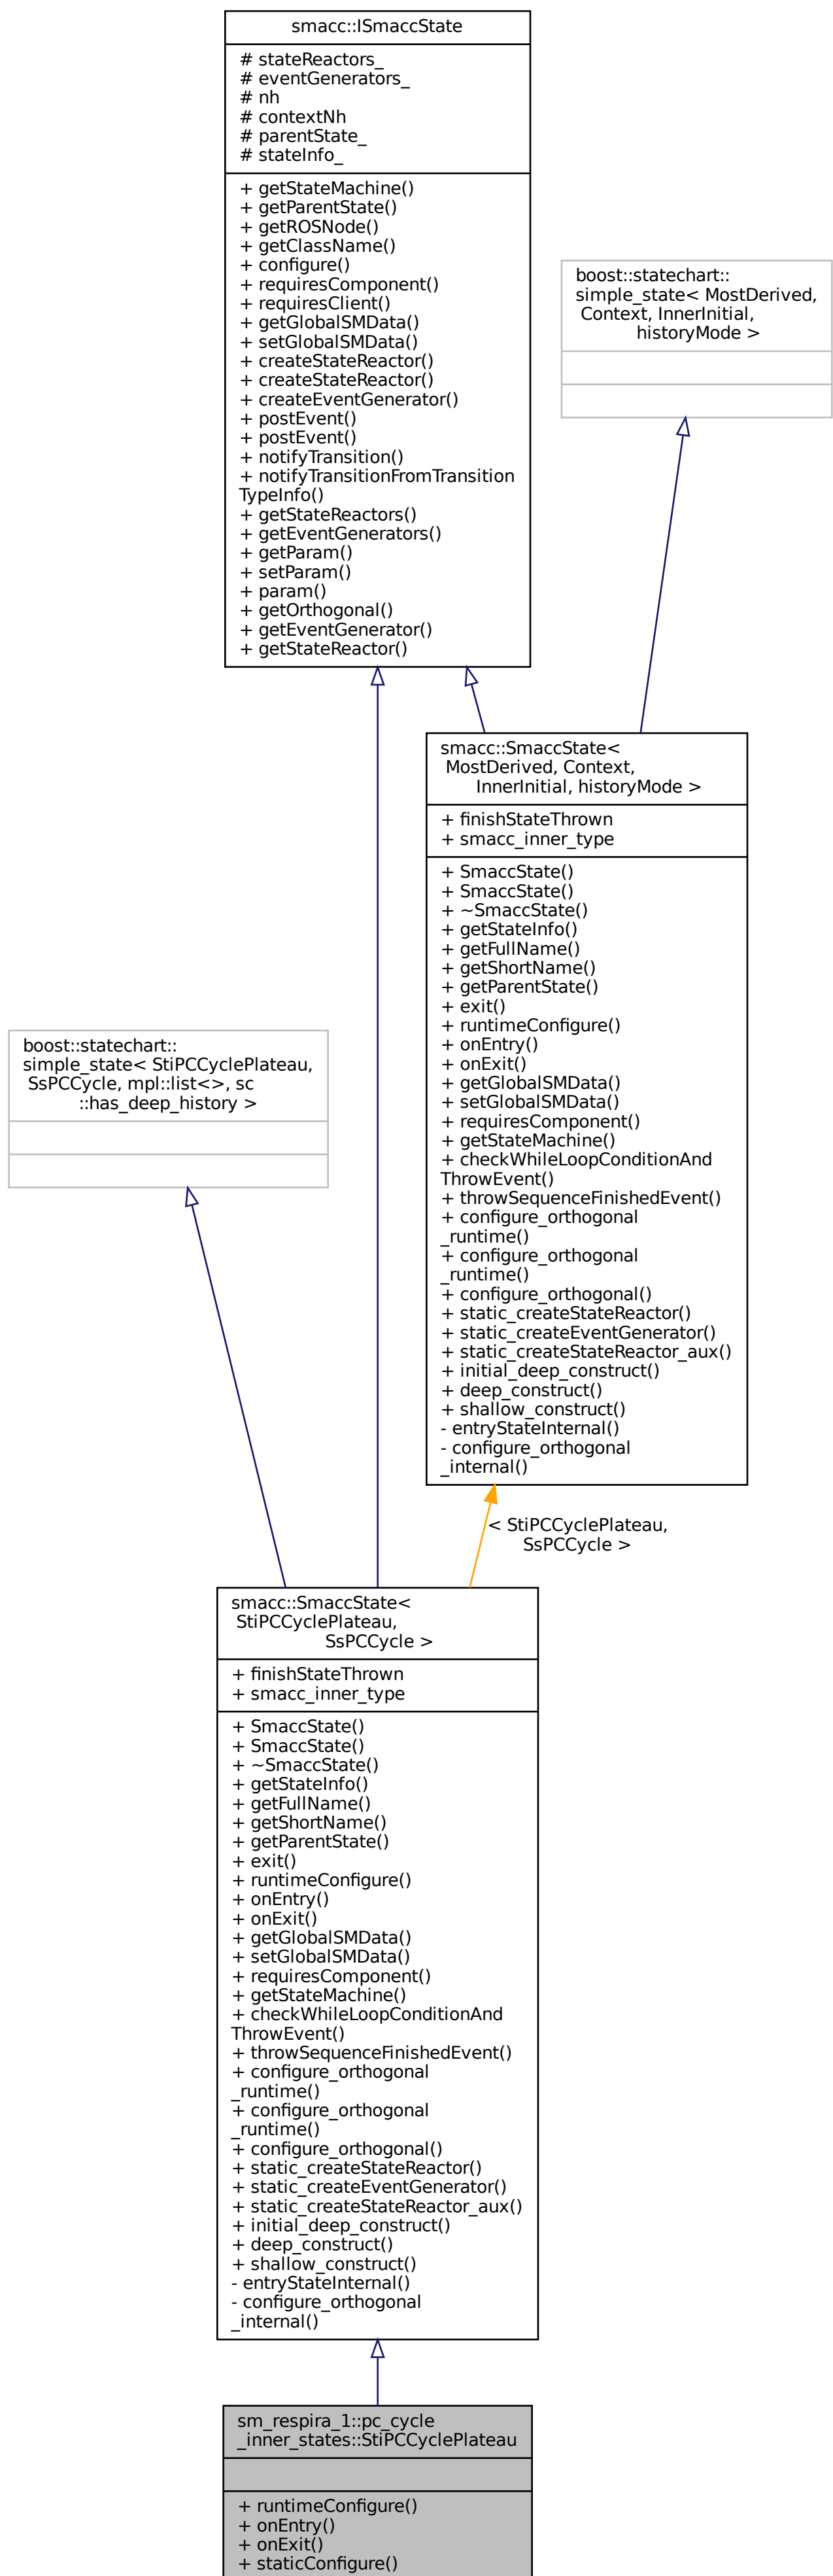 smacc::ISmaccState
# stateReactors_
# eventGenerators_
# nh
# contextNh
# parentState_
# stateInfo_
+ getStateMachine()
+ getParentState()
+ getROSNode()
+ getClassName()
+ configure()
+ requiresComponent()
+ requiresClient()
+ getGlobalSMData()
+ setGlobalSMData()
+ createStateReactor()
+ createStateReactor()
+ createEventGenerator()
+ postEvent()
+ postEvent()
+ notifyTransition()
+ notifyTransitionFromTransition
TypeInfo()
+ getStateReactors()
+ getEventGenerators()
+ getParam()
+ setParam()
+ param()
+ getOrthogonal()
+ getEventGenerator()
+ getStateReactor()
boost::statechart::
simple_state< MostDerived,
Context, InnerInitial,
historyMode >
smacc::SmaccState<
MostDerived, Context,
InnerInitial, historyMode >
+ finishStateThrown
+ smacc_inner_type
+ SmaccState()
+ SmaccState()
+ ~SmaccState()
+ getStateInfo()
+ getFullName()
+ getShortName()
+ getParentState()
+ exit()
+ runtimeConfigure()
+ onEntry()
+ onExit()
+ getGlobalSMData()
+ setGlobalSMData()
+ requiresComponent()
+ getStateMachine()
+ checkWhileLoopConditionAnd
ThrowEvent()
+ throwSequenceFinishedEvent()
+ configure_orthogonal
_runtime()
+ configure_orthogonal
_runtime()
+ configure_orthogonal()
+ static_createStateReactor()
+ static_createEventGenerator()
+ static_createStateReactor_aux()
+ initial_deep_construct()
+ deep_construct()
+ shallow_construct()
- entryStateInternal()
- configure_orthogonal
_internal()
boost::statechart::
simple_state< StiPCCyclePlateau,
SsPCCycle, mpl::list<>, sc
::has_deep_history >
< StiPCCyclePlateau,
SsPCCycle >
smacc::SmaccState<
StiPCCyclePlateau,
SsPCCycle >
+ finishStateThrown
+ smacc_inner_type
+ SmaccState()
+ SmaccState()
+ ~SmaccState()
+ getStateInfo()
+ getFullName()
+ getShortName()
+ getParentState()
+ exit()
+ runtimeConfigure()
+ onEntry()
+ onExit()
+ getGlobalSMData()
+ setGlobalSMData()
+ requiresComponent()
+ getStateMachine()
+ checkWhileLoopConditionAnd
ThrowEvent()
+ throwSequenceFinishedEvent()
+ configure_orthogonal
_runtime()
+ configure_orthogonal
_runtime()
+ configure_orthogonal()
+ static_createStateReactor()
+ static_createEventGenerator()
+ static_createStateReactor_aux()
+ initial_deep_construct()
+ deep_construct()
+ shallow_construct()
- entryStateInternal()
- configure_orthogonal
_internal()
sm_respira_1::pc_cycle
_inner_states::StiPCCyclePlateau
+ runtimeConfigure()
+ onEntry()
+ onExit()
+ staticConfigure()